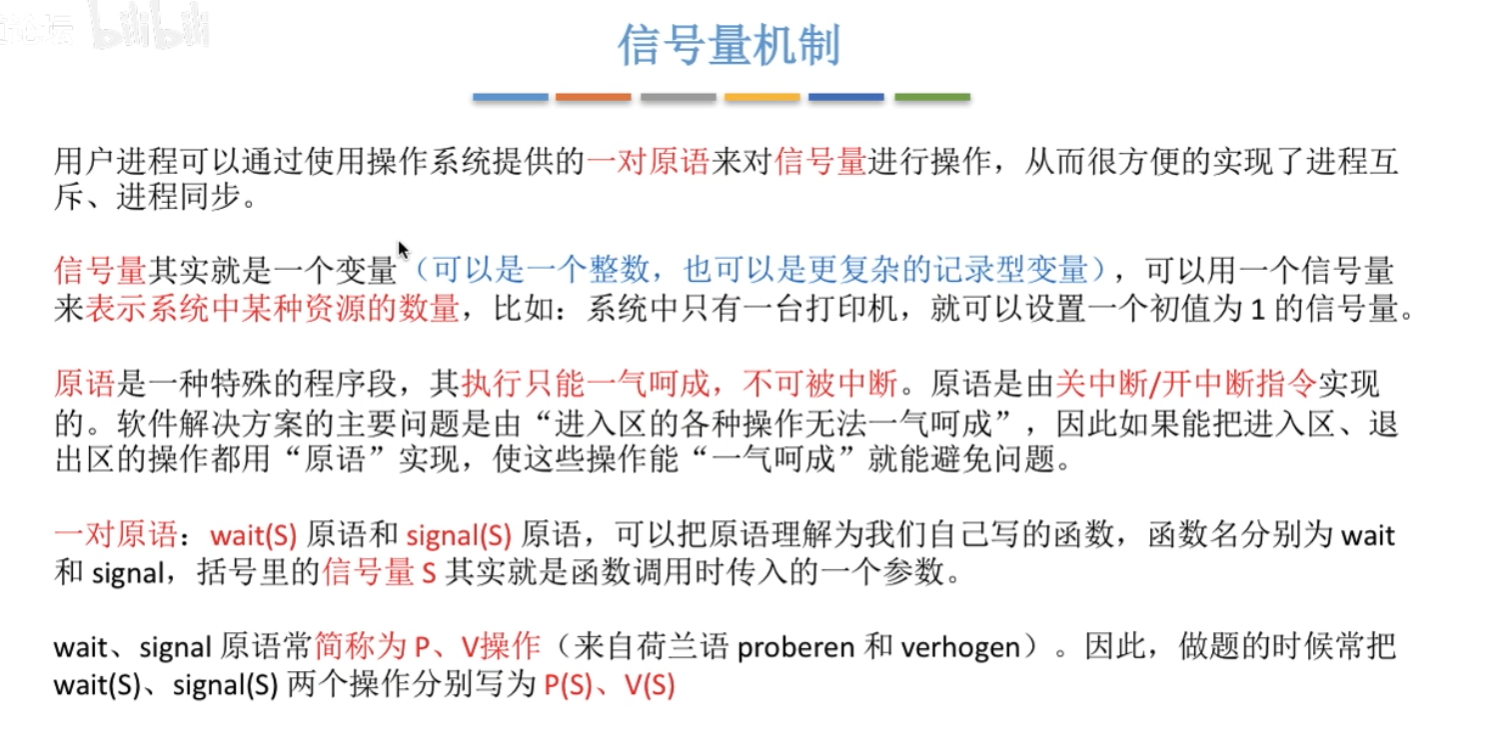 bilibili
信号量机制
用户进程可以通过使用操作系统提供的一对原语来对信号量进行操作，从而很方便的实现了进程互
斥、进程同步。
信号量其实就是一个变量（可以是一个整数，也可以是更复杂的记录型变量），可以用一个信号量
来表示系统中某种资源的数量，比如：系统中只有一台打印机，就可以设置一个初值为 1 的信号量。
原语是一种特殊的程序段，其执行只能一气呵成，不可被中断。原语是由关中断/开中断指令实现
的。软件解决方案的主要问题是由“进入区的各种操作无法一气呵成”，因此如果能把进入区、退
出区的操作都用“原语”实现，使这些操作能“一气呵成”就能避免问题。
一对原语：wait(S) 原语和 signal(S) 原语，可以把原语理解为我们自己写的函数，函数名分别为 wait
和 signal，括号里的信号量 S 其实就是函数调用时传入的一个参数。
wait、signal 原语常简称为 P、V操作（来自荷兰语 proberen 和 verhogen）。因此，做题的时候常把
wait(S)、signal(S) 两个操作分别写为 P(S)、V(S)